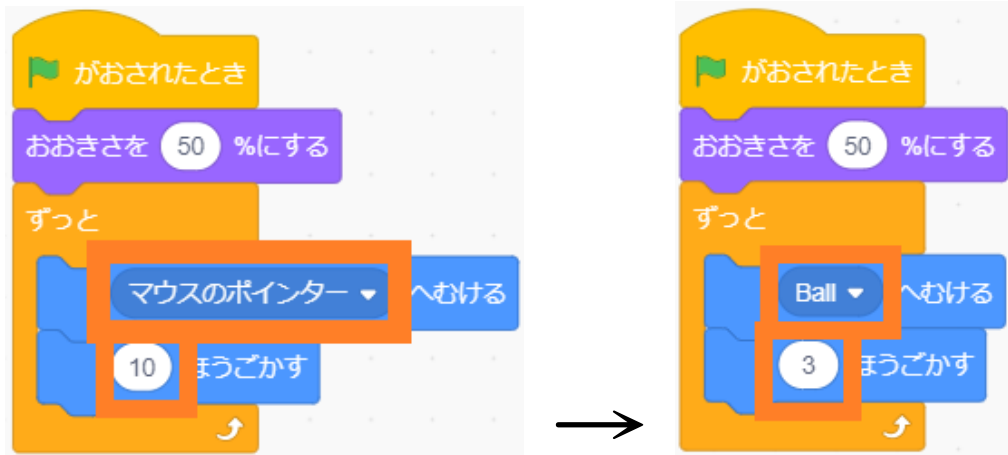 がおされたとき
おおきさを 50 %にする
ずっと
マウスのポインター へむける
10 ほうごかす
がおされたとき
おおきさを 50 %にする
ずっと
Ball へむける
3 ほうごかす